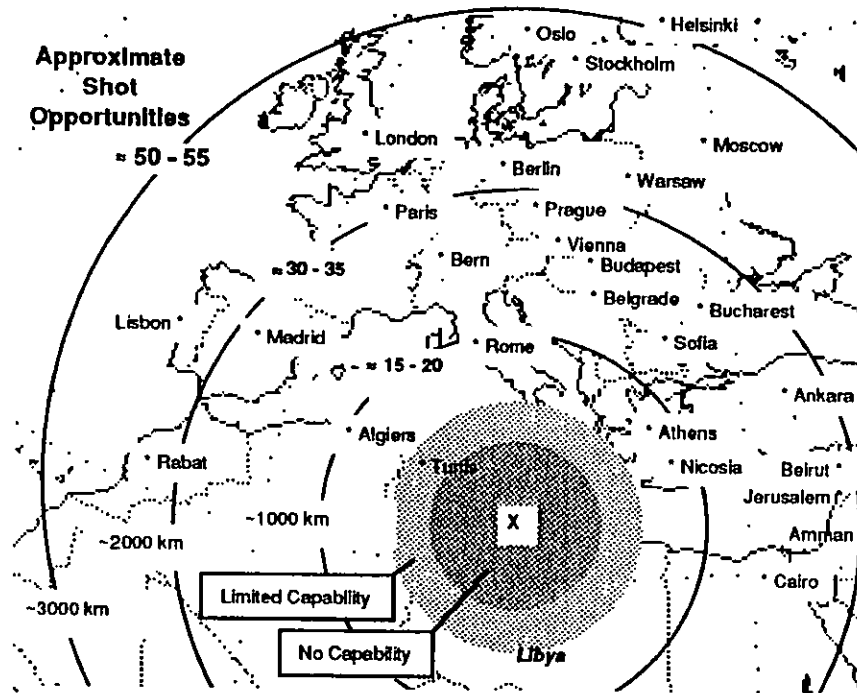 Approximate
Shot
Opportunities
≈ 50 - 55
Oslo
Helsinki
Stockholm
London
Moscow
Berlin
Warsaw
Paris
Prague
Vienna
≈ 30 - 35
Bern
Budapest
Belgrade
Bucharest
Lisbon
Madrid
Rome
Sofia
≈ 15 - 20
Ankara
Algiers
Athens
Rabat
Tunis
Nicosia
Beirut
Jerusalem
~1000 km
X
~2000 km
Amman
Cairo
Limited Capability
~3000 km
No Capability
Libya